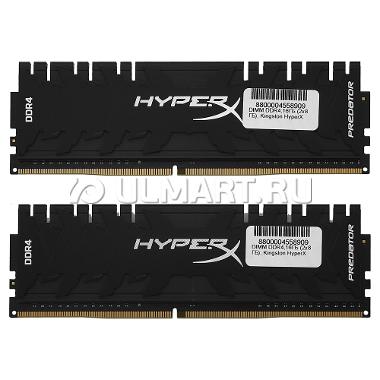 DDR4
HYPERX
8800004558909
DIMM DDR4,16ГБ (2x8
ГБ), Kingston HyperX
PREDATOR
ULMART.RU
DDR4
HYPERX
8800004558909
DIMM DDR4,16ГБ (2x8
ГБ), Kingston HyperX
PREDATOR